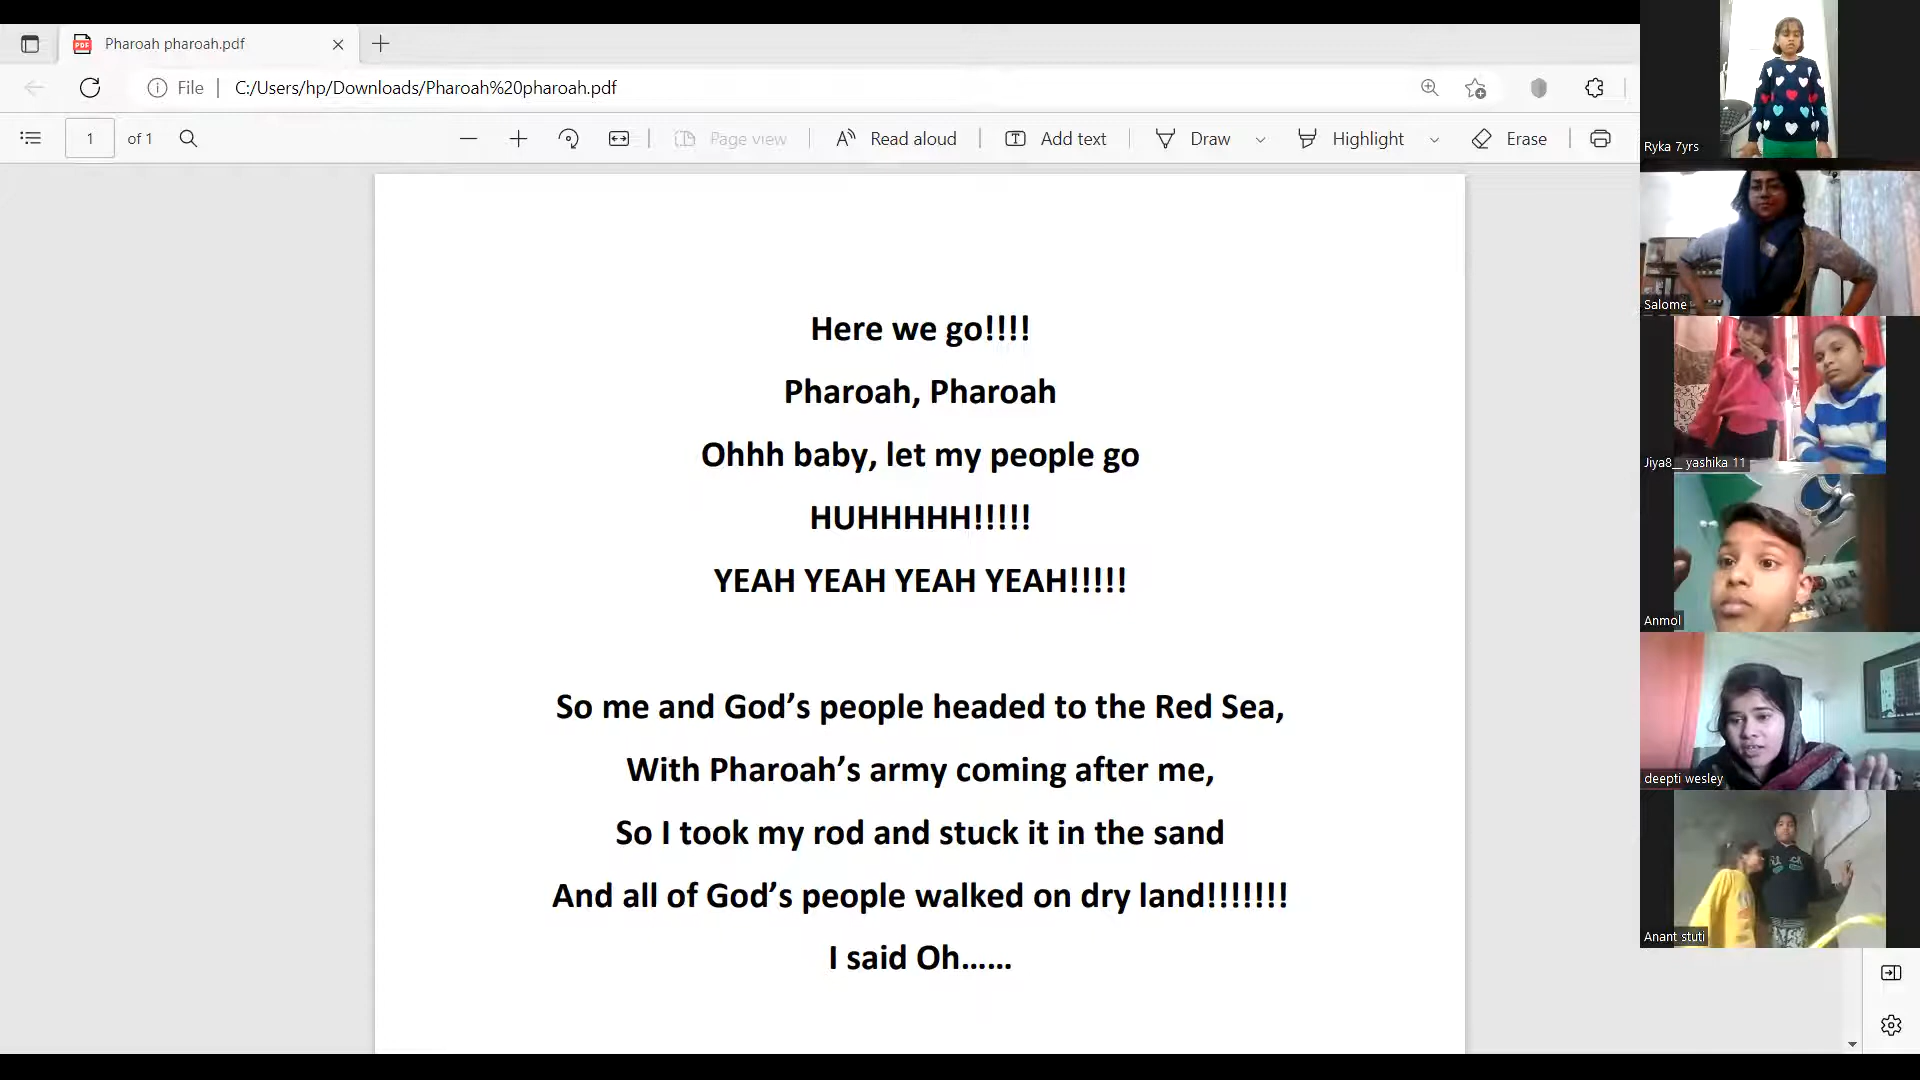 Pharoah pharoah.pdf
File
C:/Users/hp/Downloads/Pharoah%20pharoah.pdf
1 of 1
Page view
Read aloud
Add text
Draw
Highlight
Erase
Here we go!!!!
Pharoah, Pharoah
Ohhh baby, let my people go
HUHHHHH!!!!!
YEAH YEAH YEAH YEAH!!!!!
So me and God’s people headed to the Red Sea,
With Pharoah’s army coming after me,
So I took my rod and stuck it in the sand
And all of God’s people walked on dry land!!!!!!!
I said Oh……
Ryka 7yrs
Salome
Jiya8__ yashika 11
Anmol
deepti wesley
Anant stuti